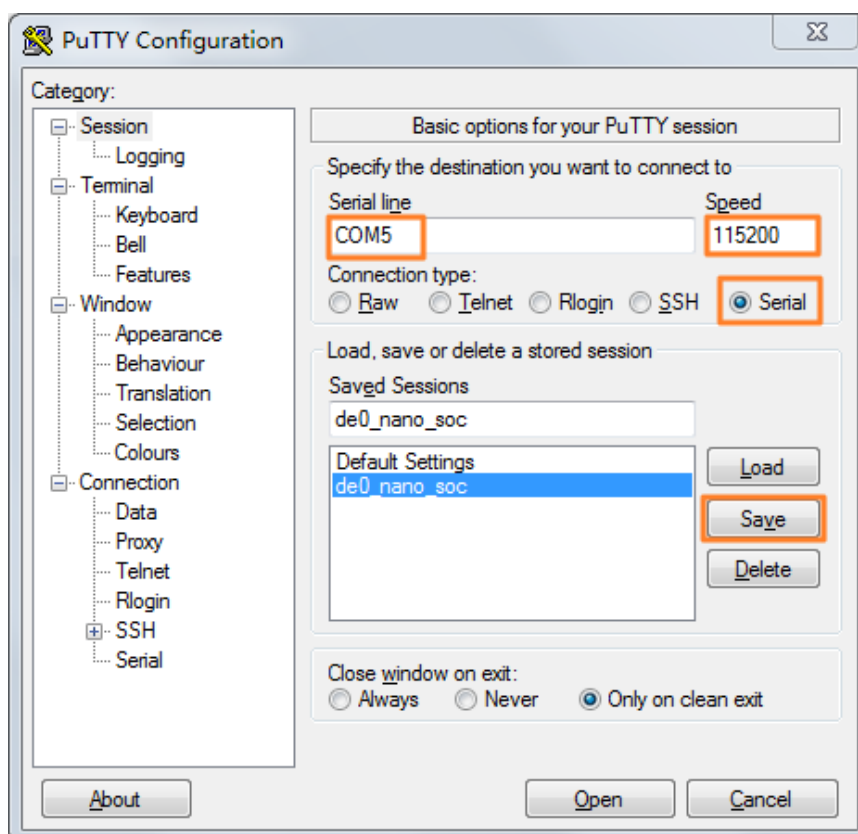 PuTTY Configuration
Category:
Session
Logging
Terminal
Keyboard
Bell
Features
Window
Appearance
Behaviour
Translation
Selection
Colours
Connection
Data
Proxy
Telnet
Rlogin
SSH
Serial
Basic options for your PuTTY session
Specify the destination you want to connect to
Serial line Speed
COM5 115200
Connection type:
Raw Telnet Rlogin SSH Serial
Load, save or delete a stored session
Saved Sessions
de0_nano_soc
Default Settings
de0_nano_soc
Load
Save
Delete
Close window on exit:
Always Never Only on clean exit
About Open Cancel